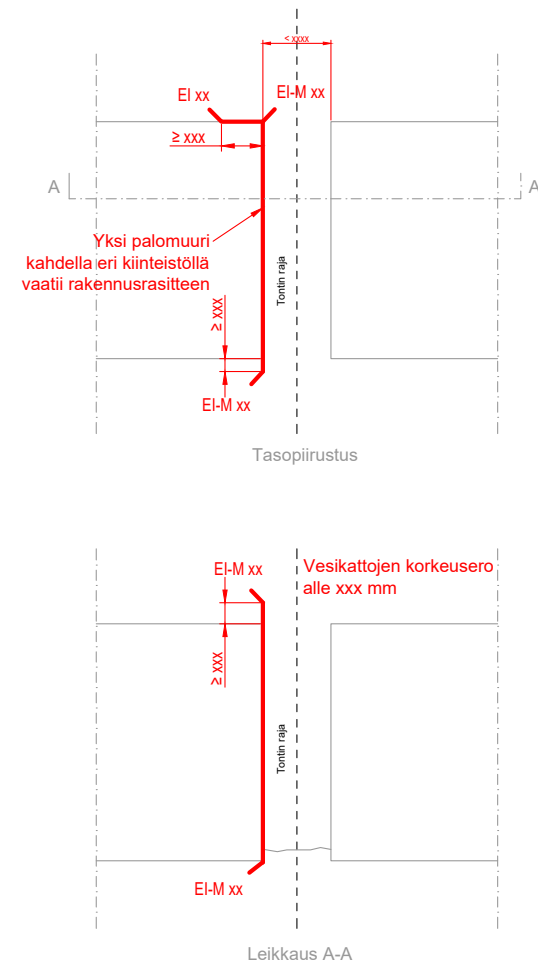 < xxxx
EI xx
EI-M xx
≥ xxx
A
A
Yksi palomuuri
kahdella eri kiinteistöllä
vaatii rakennusrasitteen
Tontin raja
≥ xxx
EI-M xx
Tasopiirustus
EI-M xx
Vesikattojen korkeusero
alle xxx mm
≥ xxx
Tontin raja
EI-M xx
Leikkaus A-A